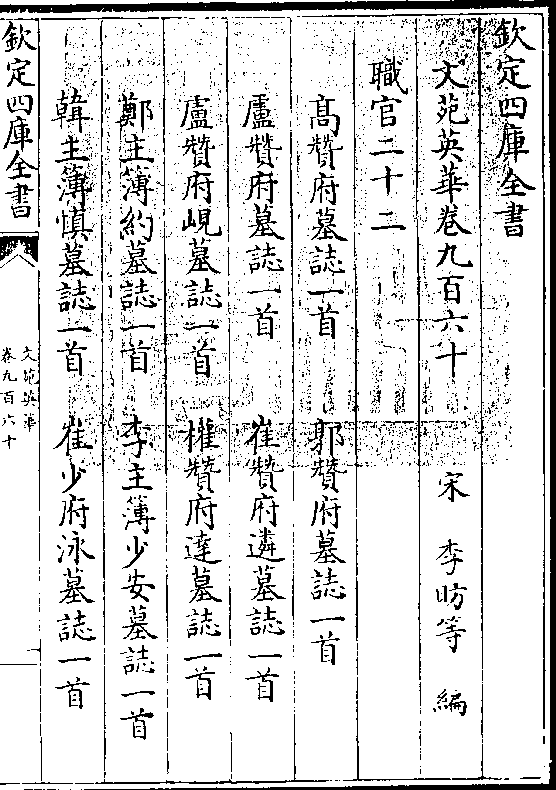 欽定四庫全書
文苑英華卷九百六十
宋 李昉等 編
職官二十二
高贊府墓誌一首 郭贊府墓誌一首
盧贊府墓誌一首 崔贊府遴墓誌一首
盧贊府峴墓誌一首 權贊府達墓誌一首
鄭主簿約墓誌一首 李主簿少安墓誌一首
韓主簿慎墓誌一首 崔少府泳墓誌一首
欽定四庫全書
文苑英華
卷九百六十
一